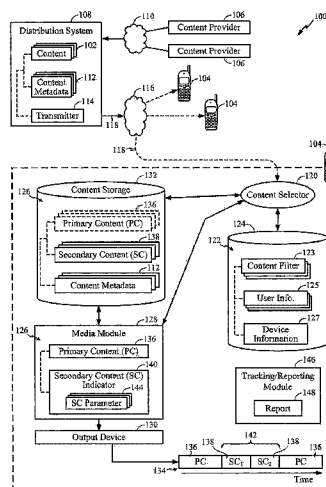 100
108
Distribution System
102
Content
112
Content Metadata
114
Transmitter
118
110
Content Provider
106
Content Provider
106
116
104
104
118
104
120
Content Selector
132
Content Storage
126
136
Primary Content (PC)
138
Secondary Content (SC)
112
Content Metadata
124
122
123
Content Filter
125
User Info.
127
Device Information
128
Media Module
126
136
Primary Content (PC)
140
Secondary Content (SC) Indicator
144
SC Parameter
130
Output Device
146
Tracking/Reporting Module
148
Report
136
138
142
138
136
PC
SC1
SC2
PC
134
Time